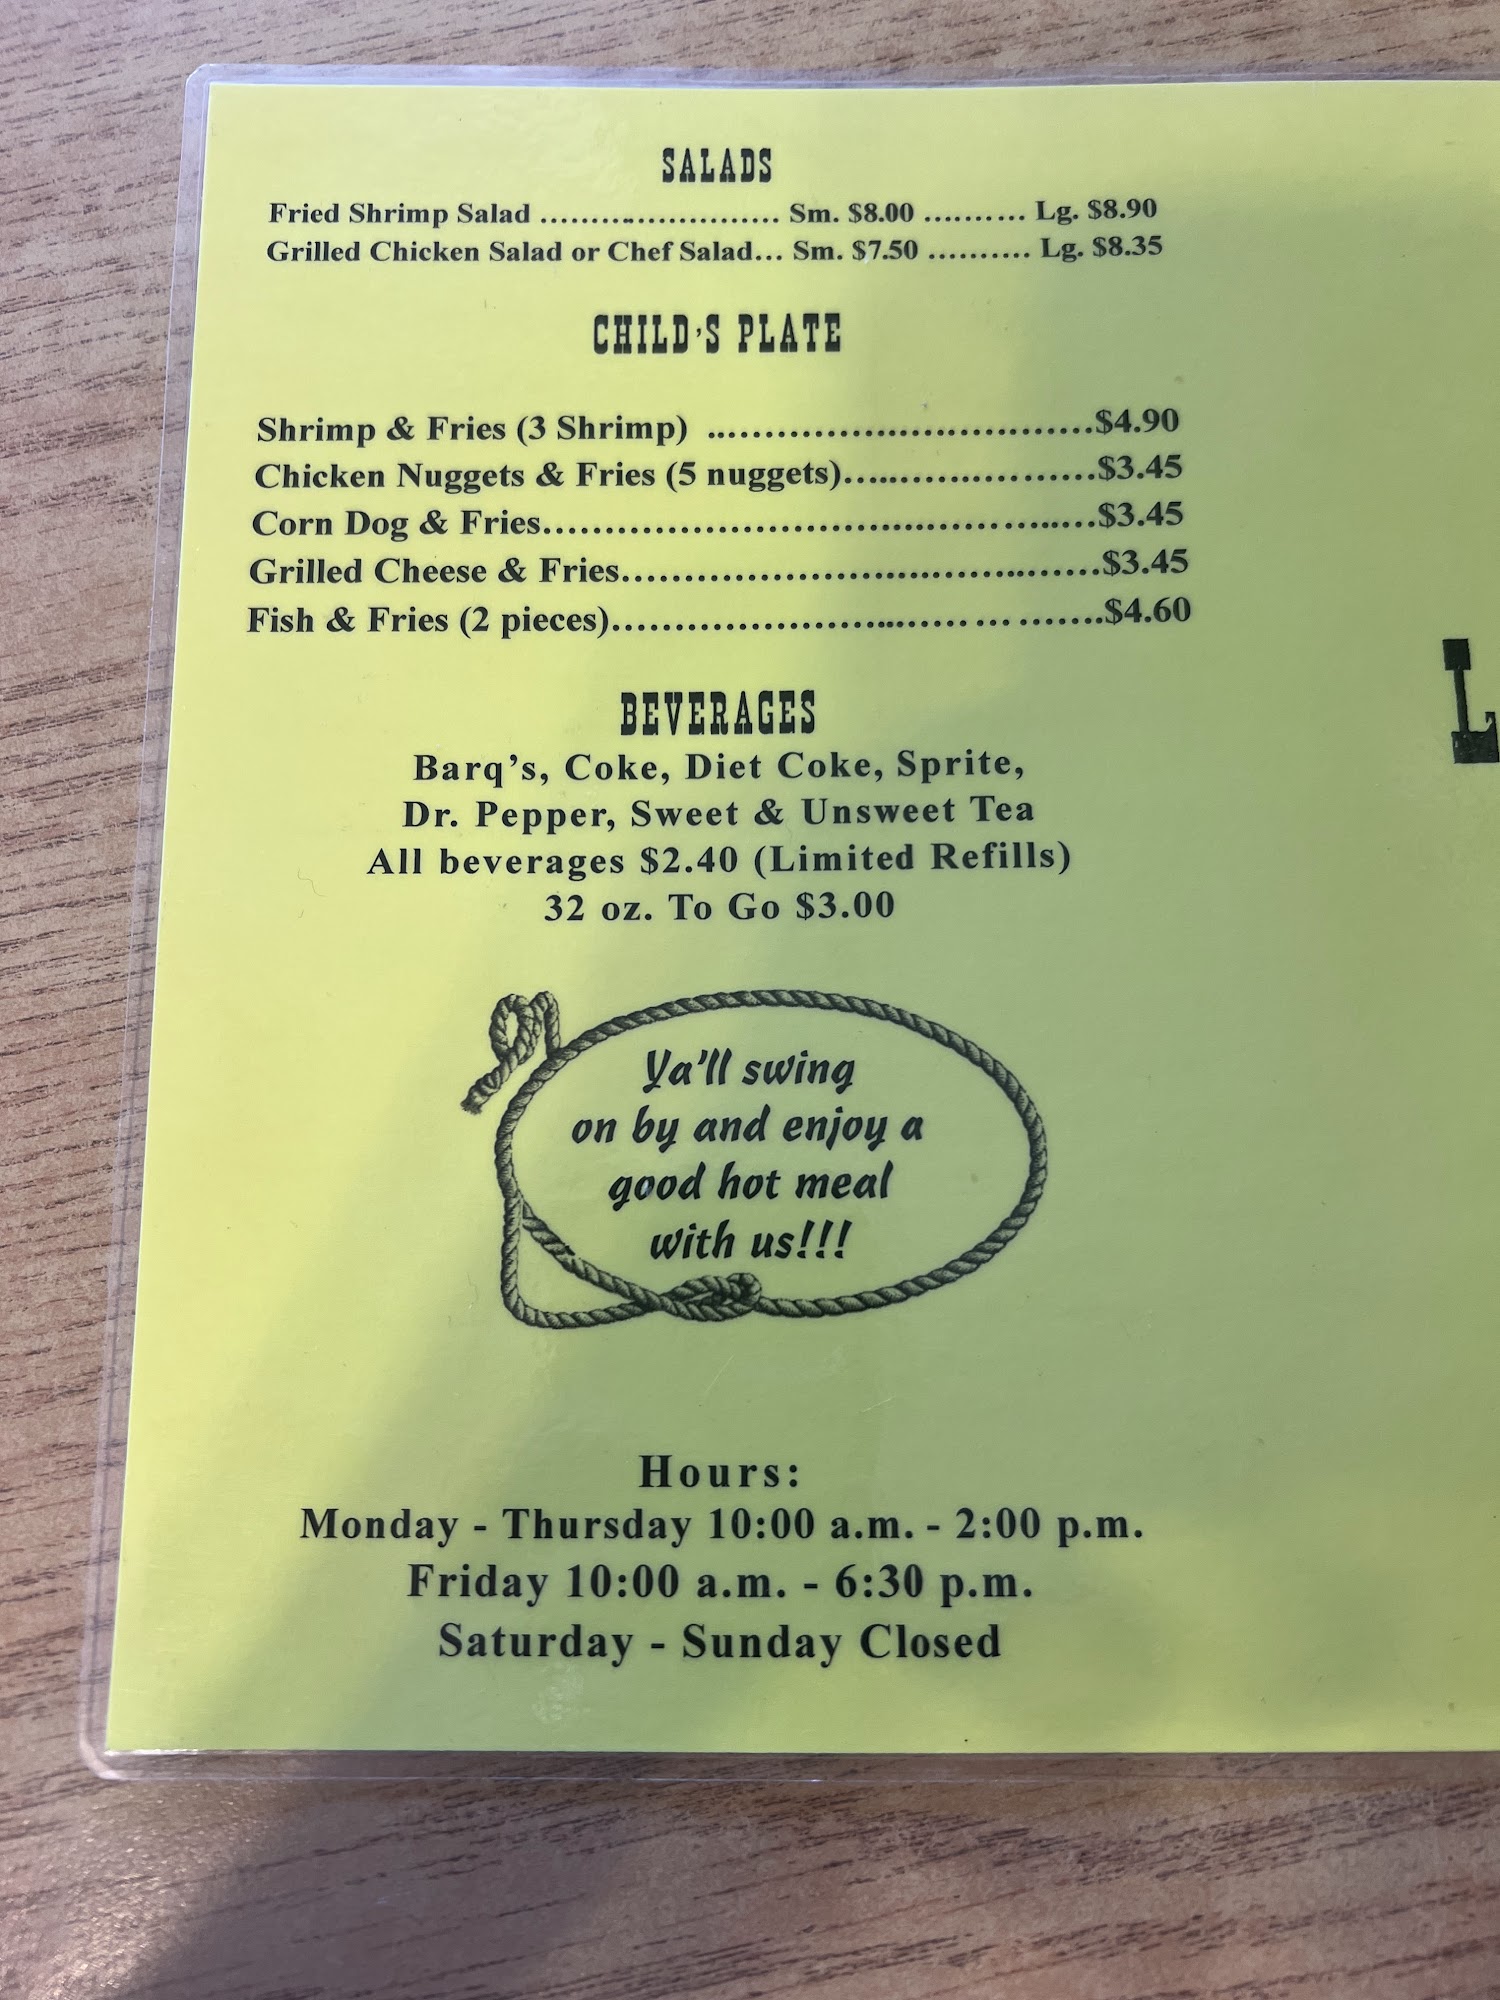 SALADS
Fried Shrimp Salad ............................ Sm. $8.00 .......... Lg. $8.90
Grilled Chicken Salad or Chef Salad... Sm. $7.50 .......... Lg. $8.35
CHILD'S PLATE
Shrimp & Fries (3 Shrimp) ........................................$4.90
Chicken Nuggets & Fries (5 nuggets)..........................$3.45
Corn Dog & Fries.........................................................$3.45
Grilled Cheese & Fries.................................................$3.45
Fish & Fries (2 pieces)........................... ... ............$4.60
BEVERAGES
Barq's, Coke, Diet Coke, Sprite,
Dr. Pepper, Sweet & Unsweet Tea
All beverages $2.40 (Limited Refills)
32 oz. To Go $3.00
Ya'll swing
on by and enjoy a
good hot meal
with us!!!
Hours:
Monday - Thursday 10:00 a.m. - 2:00 p.m.
Friday 10:00 a.m. - 6:30 p.m.
Saturday - Sunday Closed
L